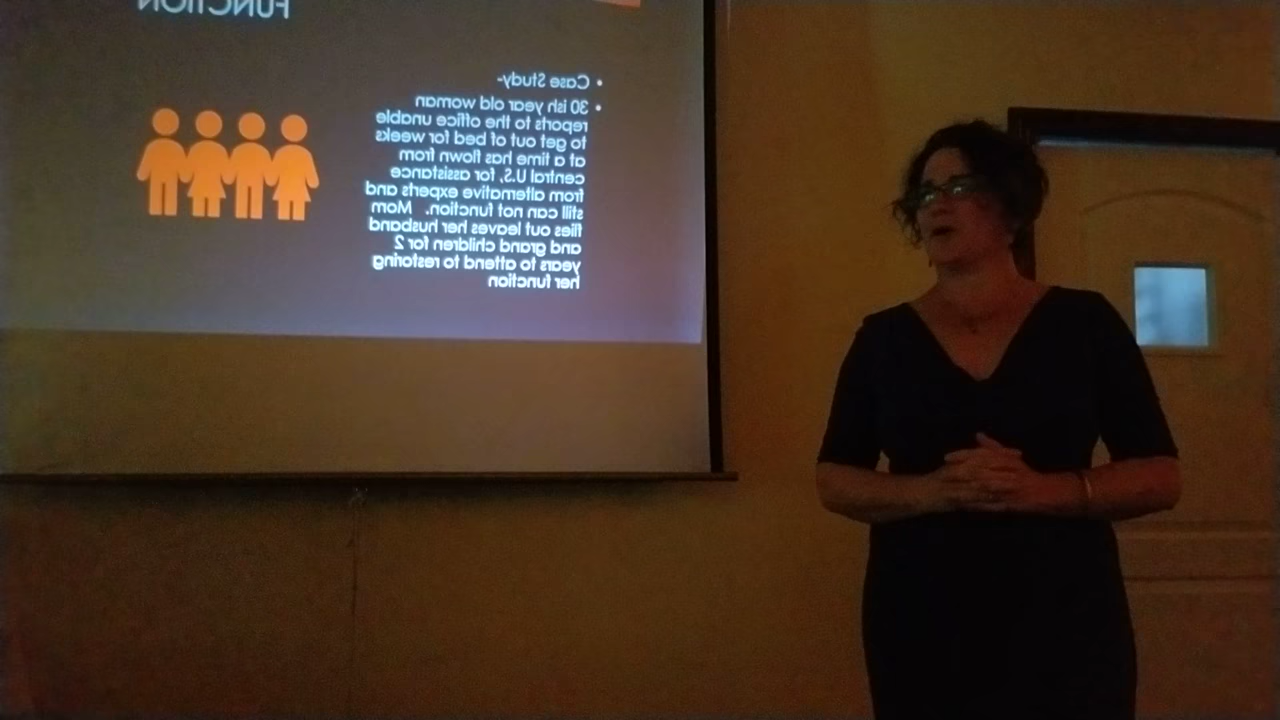 FUNCTION
• Case Study-
• 30 ish year old woman
reports to the office unable
to get out of bed for weeks
at a time has flown from
central U.S, for assistance
from alternative experts and
still can not function. Mom
flies out leaves her husband
and grand children for 2
years to attend to restoring
her function